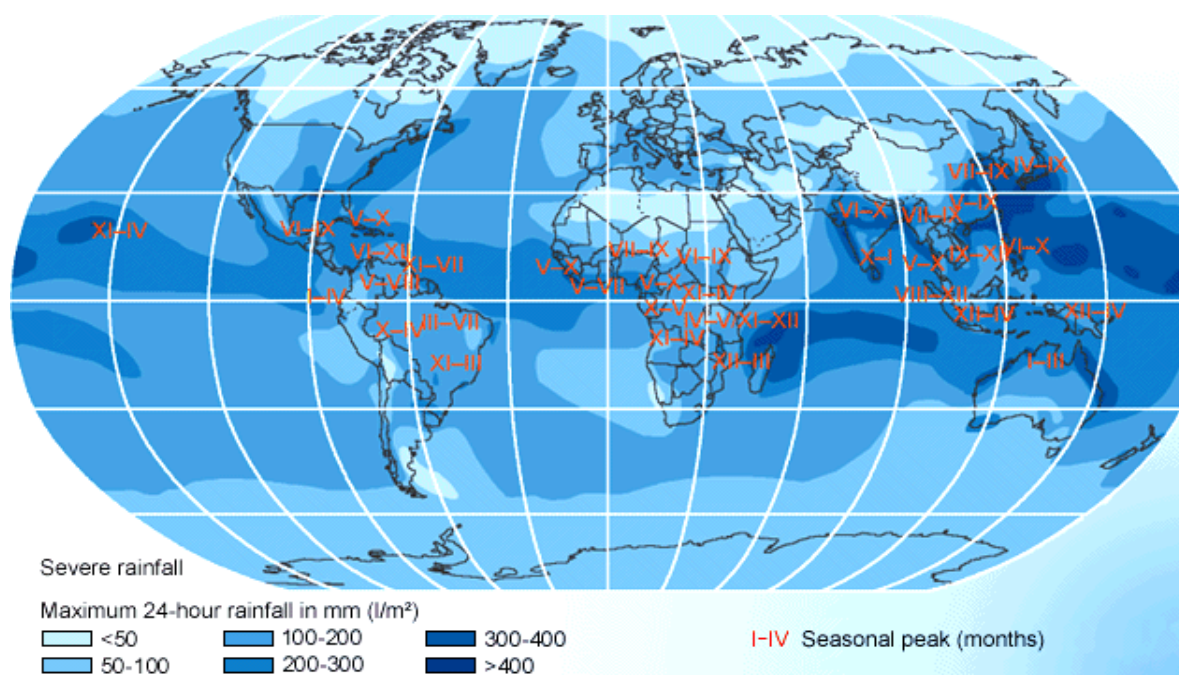 VII-IX IV-IX
XI-IV VI-IX V-X VI-X VII-IX V-IX
VI-XII VII-IX VI-IX X-I IX-XII VI-X
XI-VII V-X V-X
V-VIII V-VII V-X XI-IV
I-IV VIII-XII
X-V XII-IV XII-IV
X-IV III-VII XI-XII
XI-IV
XI-III XII-III I-III
Severe rainfall
Maximum 24-hour rainfall in mm (l/m²)
<50 100-200 300-400
50-100 200-300 >400
I-IV Seasonal peak (months)